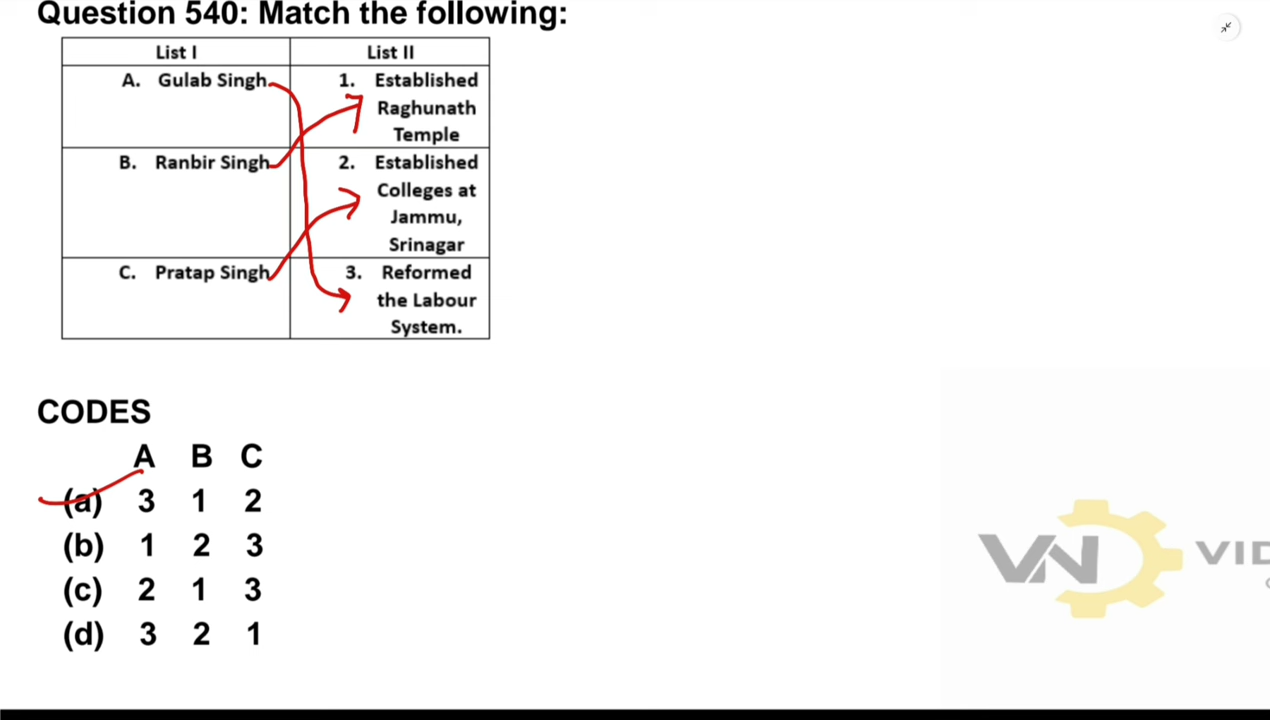 Question 540: Match the following:
List I List II
A. Gulab Singh 1. Established
Raghunath
Temple
B. Ranbir Singh 2. Established
Colleges at
Jammu,
Srinagar
C. Pratap Singh 3. Reformed
the Labour
System.
CODES
A B C
(a) 3 1 2
(b) 1 2 3
(c) 2 1 3
(d) 3 2 1
VN